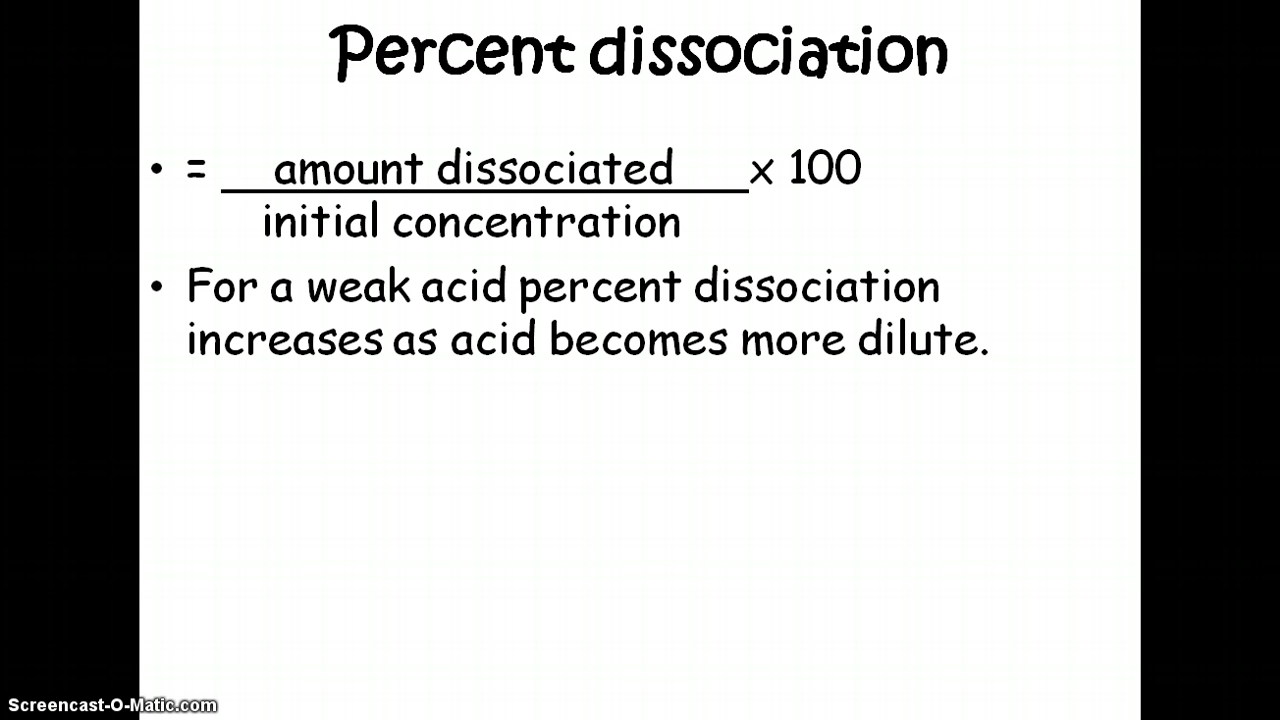 Percent dissociation
• = amount dissociated x 100
initial concentration
• For a weak acid percent dissociation
increases as acid becomes more dilute.
Screencast-O-Matic.com